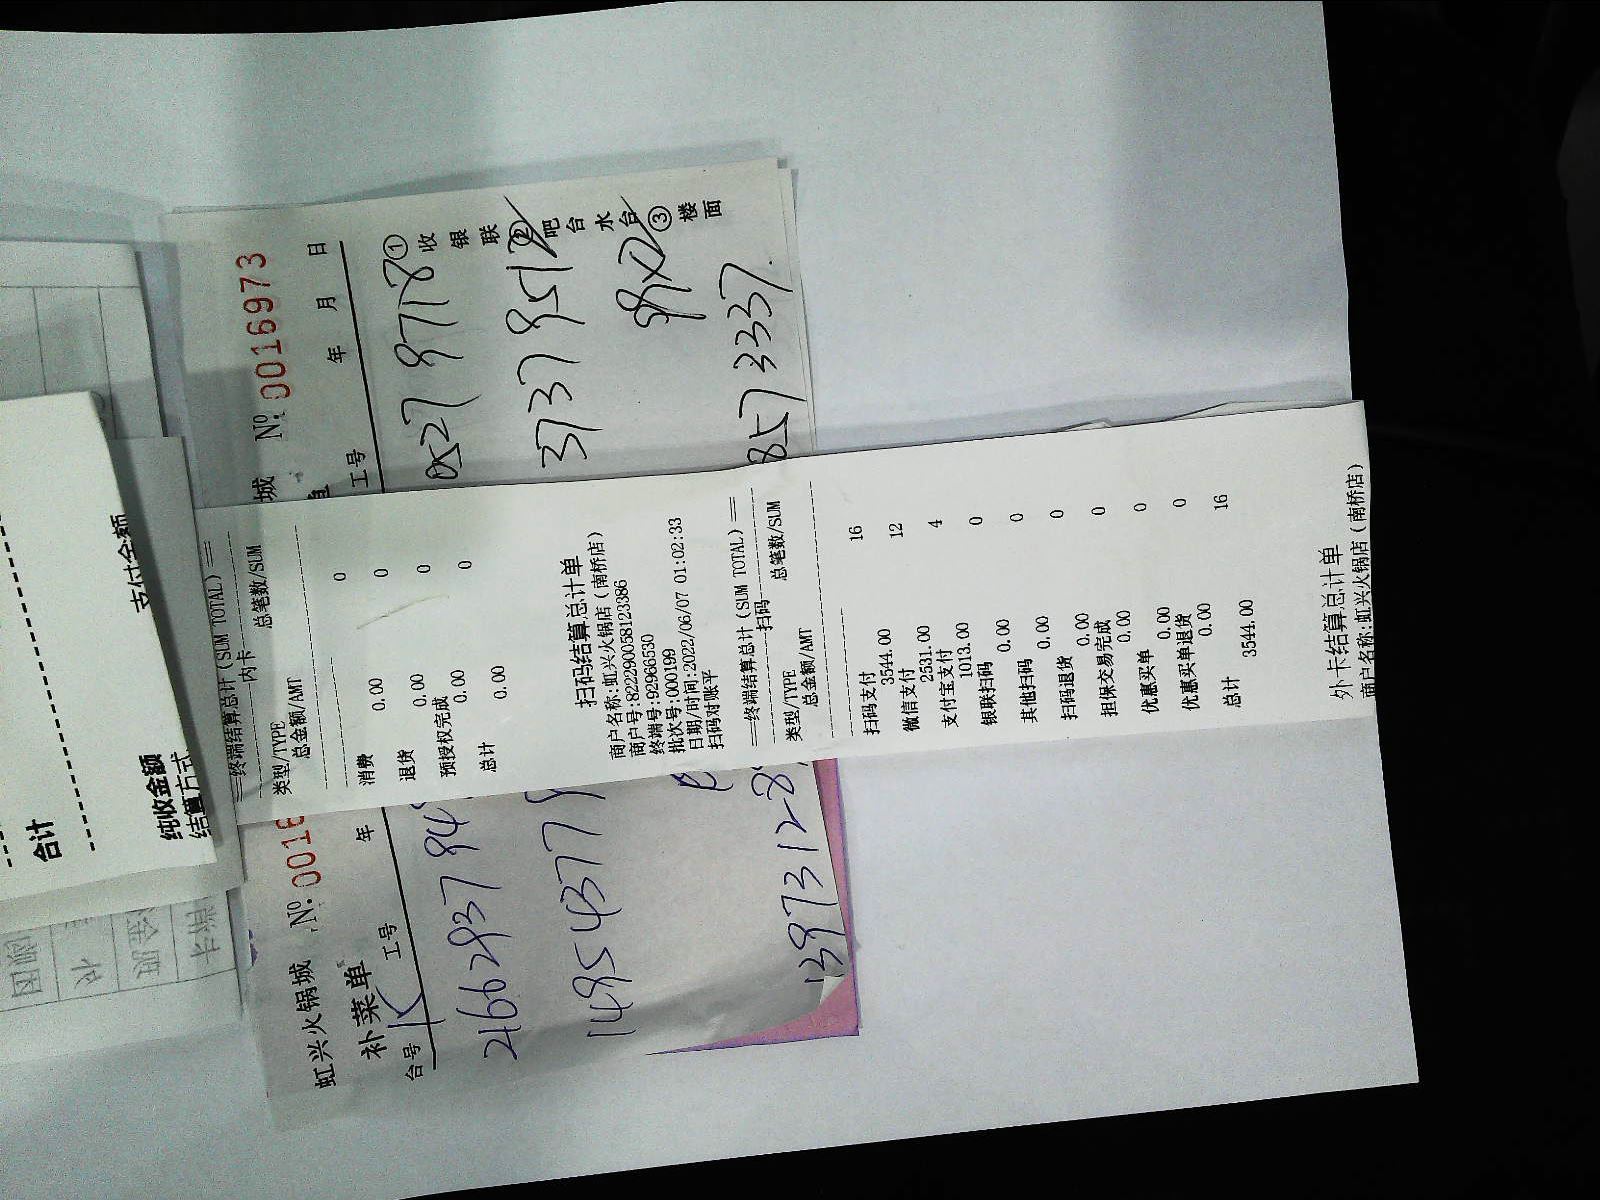 合计
纯收金额
支付金额
结算方式
虹兴火锅城
补菜单
台号
工号
年
2166 2937
1495 4377
城
№:0016973
工号
年
月
日
0527 9718
3737 9512
99x2
857 3337.
①
收
银
联
②
吧
台
水
台
③
楼
面
==终端结算总计(SUM TOTAL)==
内卡
类型/TYPE
总笔数/SUM
总金额/AMT
消费
0
0.00
退货
0
0.00
预授权完成
0
0.00
总计
0
0.00
扫码结算总计单
商户名称:虹兴火锅店(南桥店)
商户号:822290058123386
终端号:92966530
批次号:000199
日期/时间:2022/06/07 01:02:33
扫码对账平
==终端结算总计(SUM TOTAL)==
扫码
类型/TYPE
总笔数/SUM
总金额/AMT
扫码支付
16
3544.00
微信支付
12
2531.00
支付宝支付
4
1013.00
银联扫码
0
0.00
其他扫码
0
0.00
扫码退货
0
0.00
担保交易完成
0
0.00
优惠买单
0
0.00
优惠买单退货
0
0.00
总计
16
3544.00
外卡结算总计单
商户名称:虹兴火锅店(南桥店)